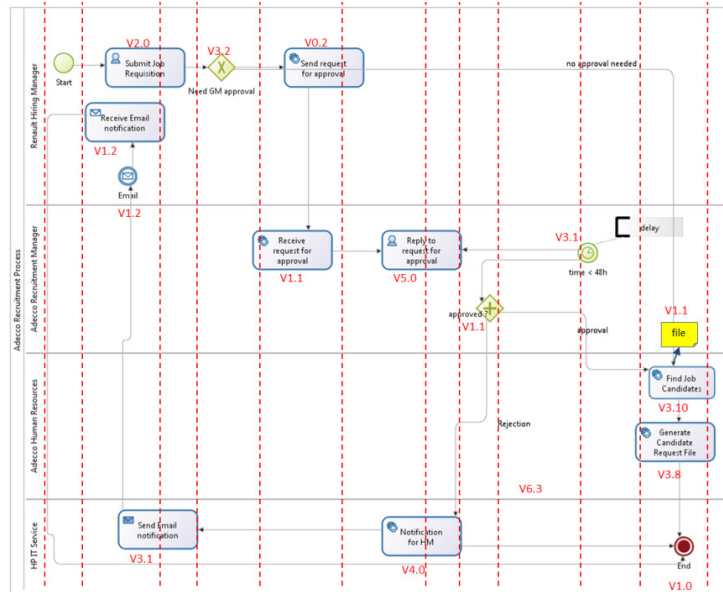 Adecco Recruitment Process
Renault Hiring Manager
V2.0
Submit Job
Requisition
Start
V3.2
Need GM approval
V0.2
Send request
for approval
no approval needed
Receive Email
notification
V1.2
Email
V1.2
Adecco Recruitment Manager
Receive
request for
approval
V1.1
Reply to
request for
approval
V5.0
V3.1
delay
time < 48h
approved ?
V1.1
approval
V1.1
file
Adecco Human Resources
Find Job
Candidates
V3.10
Generate
Candidate
Request File
V3.8
Rejection
V6.3
HP IT Service
Send Email
notification
V3.1
Notification
for HM
V4.0
End
V1.0